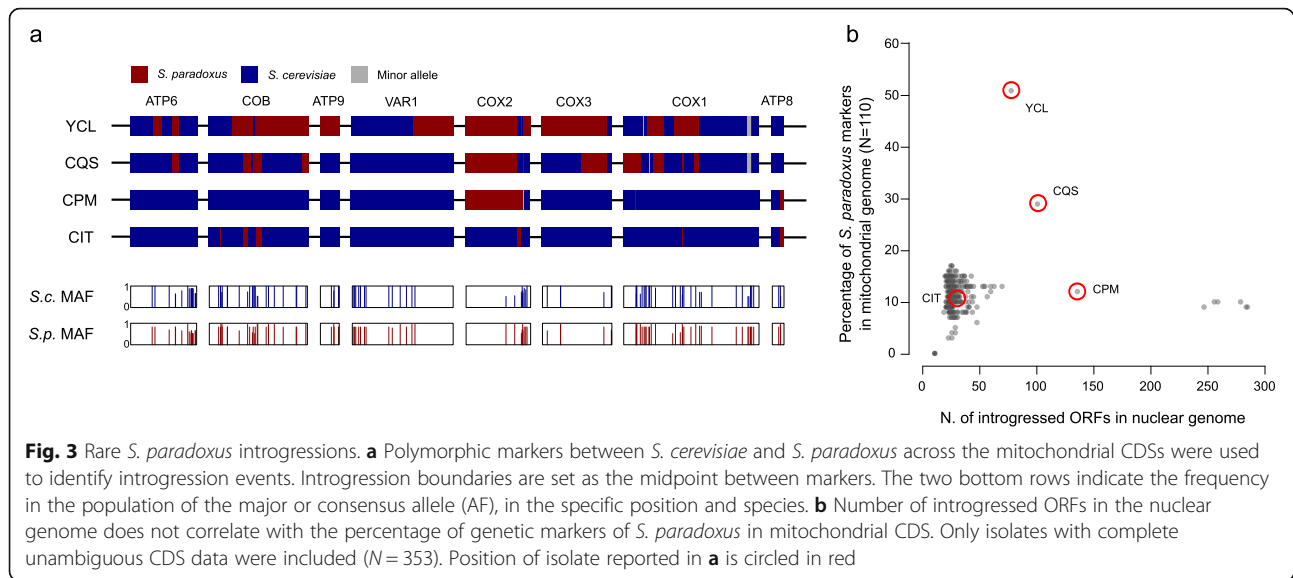 a
S. paradoxus S. cerevisiae Minor allele
ATP6 COB ATP9 VAR1 COX2 COX3 COX1 ATP8
YCL
CQS
CPM
CIT
S.c. MAF 1 0
S.p. MAF 1 0
b
Percentage of S. paradoxus markers
in mitochondrial genome (N=110)
60
50
40
30
20
10
0
YCL
CQS
CPM
CIT
0 50 100 150 200 250 300
N. of introgressed ORFs in nuclear genome
Fig. 3 Rare S. paradoxus introgressions. a Polymorphic markers between S. cerevisiae and S. paradoxus across the mitochondrial CDSs were used
to identify introgression events. Introgression boundaries are set as the midpoint between markers. The two bottom rows indicate the frequency
in the population of the major or consensus allele (AF), in the specific position and species. b Number of introgressed ORFs in the nuclear
genome does not correlate with the percentage of genetic markers of S. paradoxus in mitochondrial CDS. Only isolates with complete
unambiguous CDS data were included (N = 353). Position of isolate reported in a is circled in red